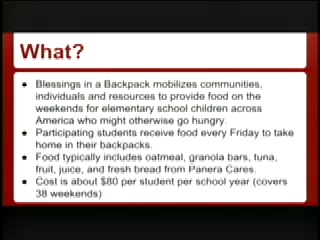 What?
● Blessings in a Backpack mobilizes communities,
individuals and resources to provide food on the
weekends for elementary school children across
America who might otherwise go hungry.
● Participating students receive food every Friday to take
home in their backpacks.
● Food typically includes oatmeal, granola bars, tuna,
fruit, juice, and fresh bread from Panera Cares.
● Cost is about $80 per student per school year (covers
38 weekends)